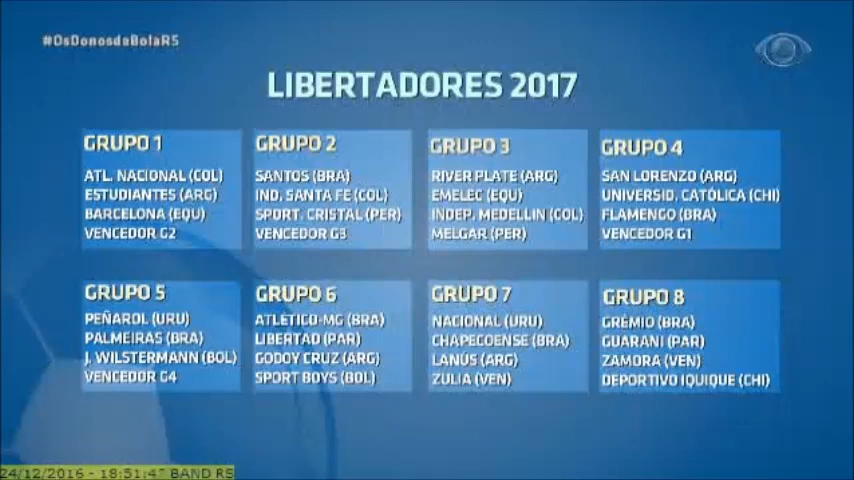 #OsDonosdaBolaRS
LIBERTADORES 2017
GRUPO 1
ATL. NACIONAL (COL)
ESTUDIANTES (ARG)
BARCELONA (EQU)
VENCEDOR G2
GRUPO 2
SANTOS (BRA)
IND. SANTA FE (COL)
SPORT. CRISTAL (PER)
VENCEDOR G3
GRUPO 3
RIVER PLATE (ARG)
EMELEC (EQU)
INDEP. MEDELLIN (COL)
MELGAR (PER)
GRUPO 4
SAN LORENZO (ARG)
UNIVERSID. CATÓLICA (CHI)
FLAMENGO (BRA)
VENCEDOR G1
GRUPO 5
PEÑAROL (URU)
PALMEIRAS (BRA)
J. WILSTERMANN (BOL)
VENCEDOR G4
GRUPO 6
ATLÉTICO-MG (BRA)
LIBERTAD (PAR)
GODOY CRUZ (ARG)
SPORT BOYS (BOL)
GRUPO 7
NACIONAL (URU)
CHAPECOENSE (BRA)
LANÚS (ARG)
ZULIA (VEN)
GRUPO 8
GRÊMIO (BRA)
GUARANI (PAR)
ZAMORA (VEN)
DEPORTIVO IQUIQUE (CHI)
24/12/2016 - 18:51:47 BAND RS